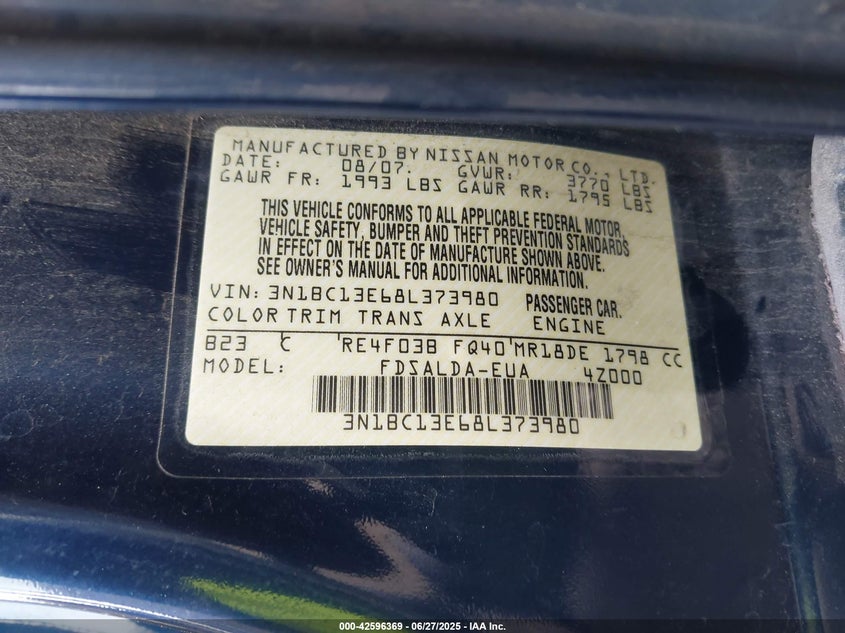 MANUFACTURED BY NISSAN MOTOR CO., LTD.
DATE: 08/07. GVWR: 3770 LBS
GAWR FR: 1993 LBS GAWR RR: 1795 LBS
THIS VEHICLE CONFORMS TO ALL APPLICABLE FEDERAL MOTOR
VEHICLE SAFETY, BUMPER AND THEFT PREVENTION STANDARDS
IN EFFECT ON THE DATE OF MANUFACTURE SHOWN ABOVE.
SEE OWNER'S MANUAL FOR ADDITIONAL INFORMATION.
VIN: 3N1BC13E68L373980 PASSENGER CAR.
COLOR TRIM TRANS AXLE ENGINE
B23 C RE4F03B FQ40 MR18DE 1798 CC
MODEL: FDSALDA-EUA 4Z000
3N1BC13E68L373980
000-42596369 - 06/27/2025 - IAA Inc.